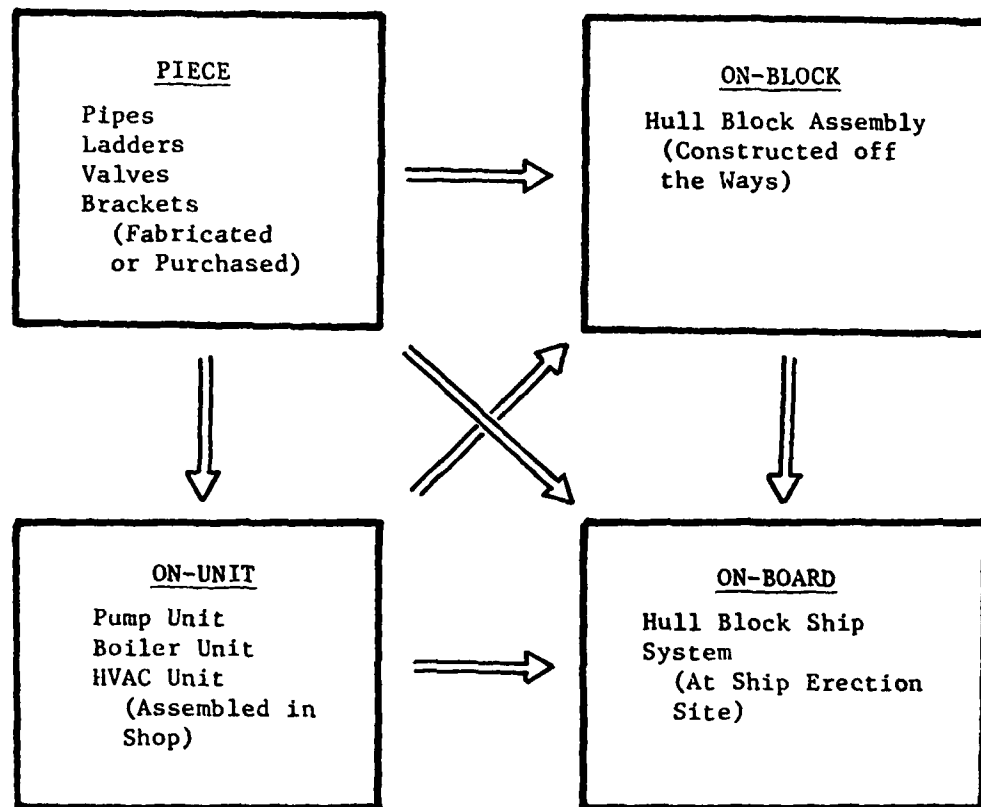 PIECE
Pipes
Ladders
Valves
Brackets
(Fabricated
or Purchased)
ON-BLOCK
Hull Block Assembly
(Constructed off
the Ways)
ON-UNIT
Pump Unit
Boiler Unit
HVAC Unit
(Assembled in
Shop)
ON-BOARD
Hull Block Ship
System
(At Ship Erection
Site)